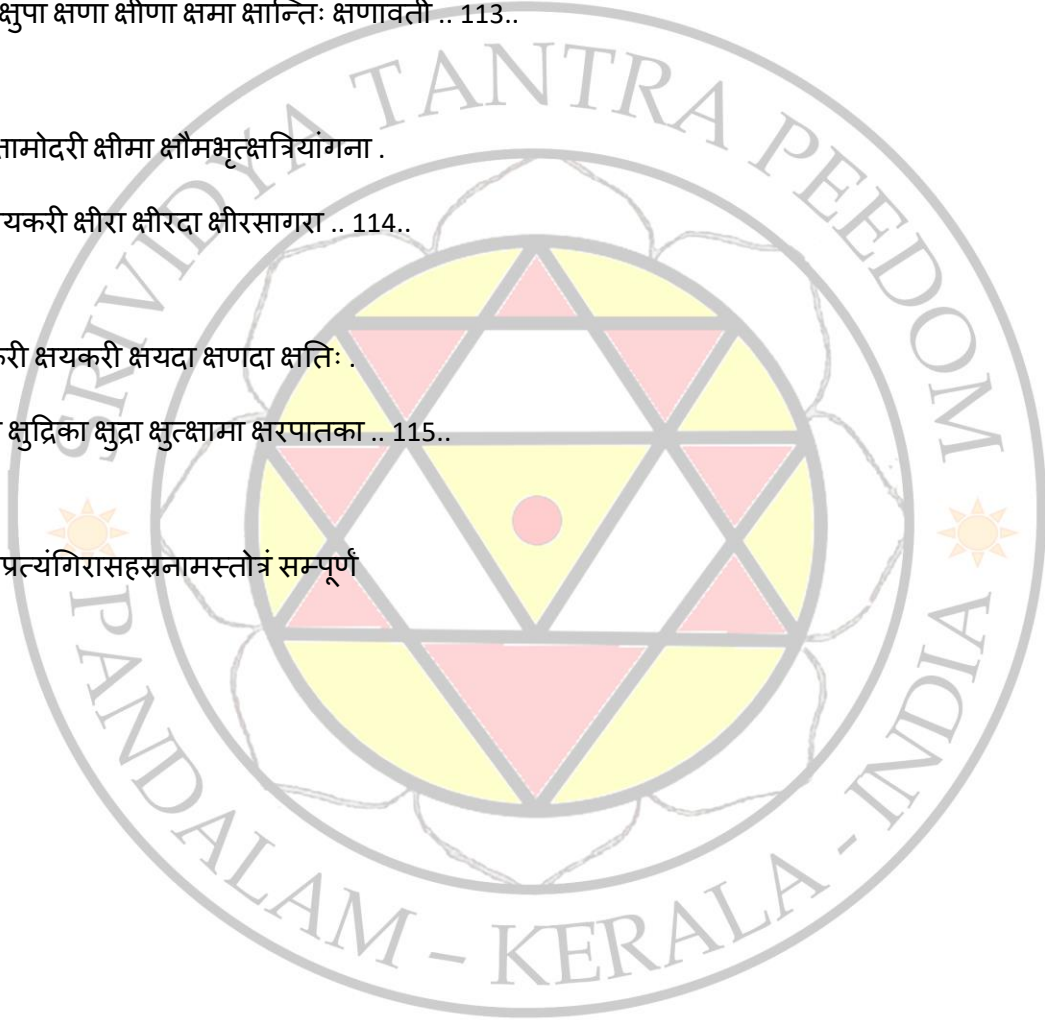 क्षुपा क्षणा क्षीणा क्षमा क्षान्तिः क्षणावती .. 113..
क्षामोदरी क्षीमा क्षौमभृत्क्षत्रियांगना .
यकरी क्षीरा क्षीरदा क्षीरसागरा .. 114..
करी क्षयकरी क्षयदा क्षणदा क्षतिः .
क्षुद्रिका क्षुद्रा क्षुत्क्षामा क्षरपातका .. 115..
प्रत्यंगिरासहस्रनामस्तोत्रं सम्पूर्णं
SRIVIDYA TANTRA PEEDOM
PANDALAM – KERALA - INDIA